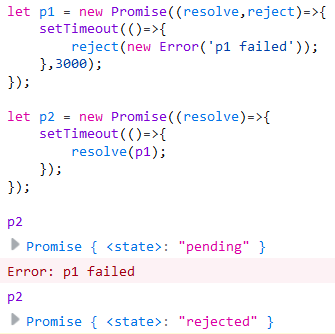 let p1 = new Promise((resolve,reject)=>{
    setTimeout(()=>{
        reject(new Error('p1 failed'));
    },3000);
});

let p2 = new Promise((resolve)=>{
    setTimeout(()=>{
        resolve(p1);
    });
});

p2
Promise { <state>: "pending" }
Error: p1 failed
p2
Promise { <state>: "rejected" }